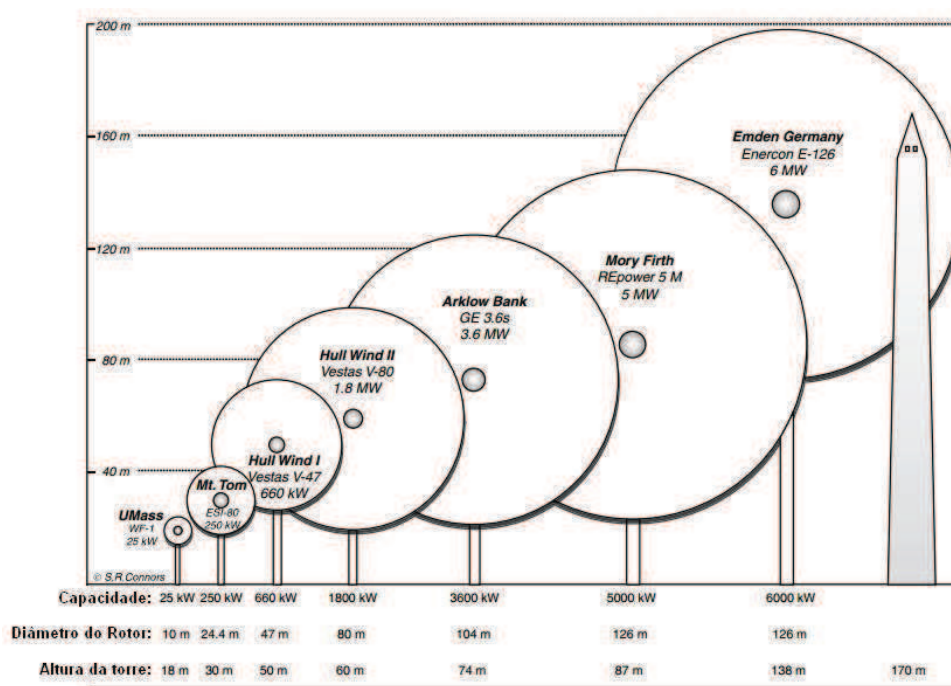 200 m
160 m
Emden Germany
Enercon E-126
6 MW
120 m
Mory Firth
REpower 5 M
5 MW
Arklow Bank
GE 3.6s
3.6 MW
80 m
Hull Wind II
Vestas V-80
1.8 MW
40 m
Hull Wind I
Vestas V-47
660 kW
Mt. Tom
ESI-80
250 kW
UMass
WF-1
25 kW
© S.R.Connors
Capacidade: 25 kW 250 kW 660 kW 1800 kW 3600 kW 5000 kW 6000 kW
Diâmetro do Rotor: 10 m 24.4 m 47 m 80 m 104 m 126 m 126 m
Altura da torre: 18 m 30 m 50 m 60 m 74 m 87 m 138 m 170 m